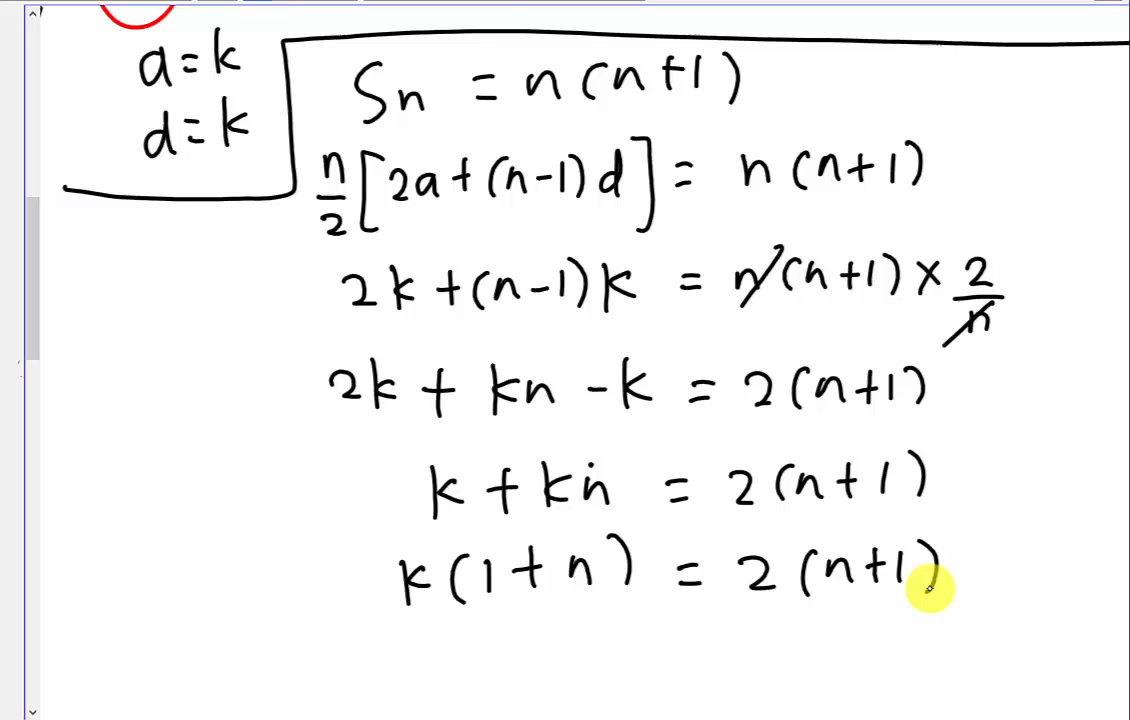 a = k
d = k
Sn = n(n+1)
n/2 [2a + (n-1)d] = n(n+1)
2k + (n-1)k = n(n+1) × 2/n
2k + kn - k = 2(n+1)
k + kn = 2(n+1)
k(1+n) = 2(n+1)